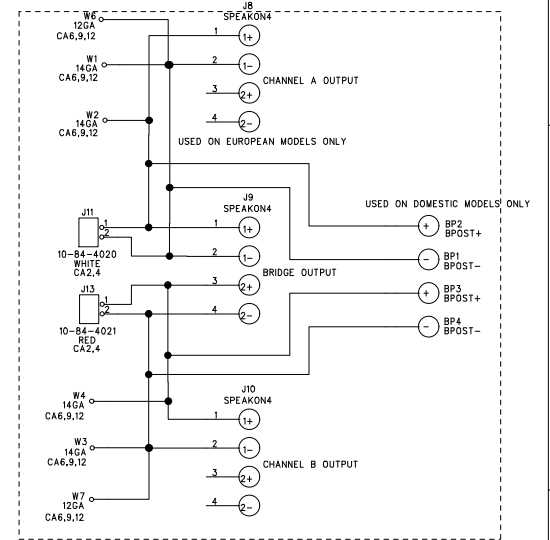 W6
12GA
CA6,9,12
J8
SPEAKON4
1
1+
W1
14GA
CA6,9,12
2
1-
CHANNEL A OUTPUT
3
2+
W2
14GA
CA6,9,12
4
2-
USED ON EUROPEAN MODELS ONLY
J9
SPEAKON4
USED ON DOMESTIC MODELS ONLY
J11
1
2
10-84-4020
WHITE
CA2,4
1
1+
+
BP2
BPOST+
2
1-
-
BP1
BPOST-
BRIDGE OUTPUT
J13
1
2
10-84-4021
RED
CA2,4
3
2+
+
BP3
BPOST+
4
2-
-
BP4
BPOST-
J10
SPEAKON4
W4
14GA
CA6,9,12
1
1+
W3
14GA
CA6,9,12
2
1-
CHANNEL B OUTPUT
3
2+
W7
12GA
CA6,9,12
4
2-